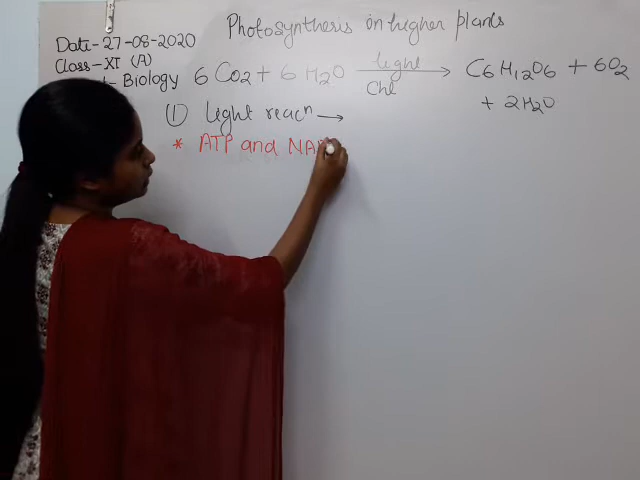 Photosynthesis in higher plants
Date-27-08-2020
Class-XI (A)
Biology
6 CO2 + 6 H2O light Chl → C6H12O6 + 6O2
+ 2H2O
① Light reacn →
* ATP and NA